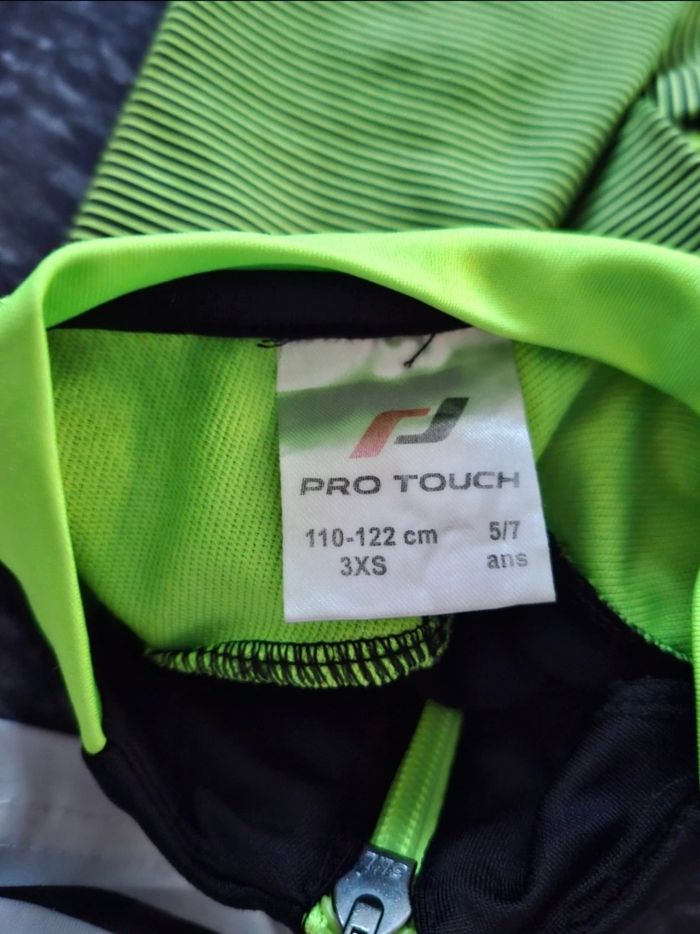 PRO TOUCH
110-122 cm 5/7
3XS ans